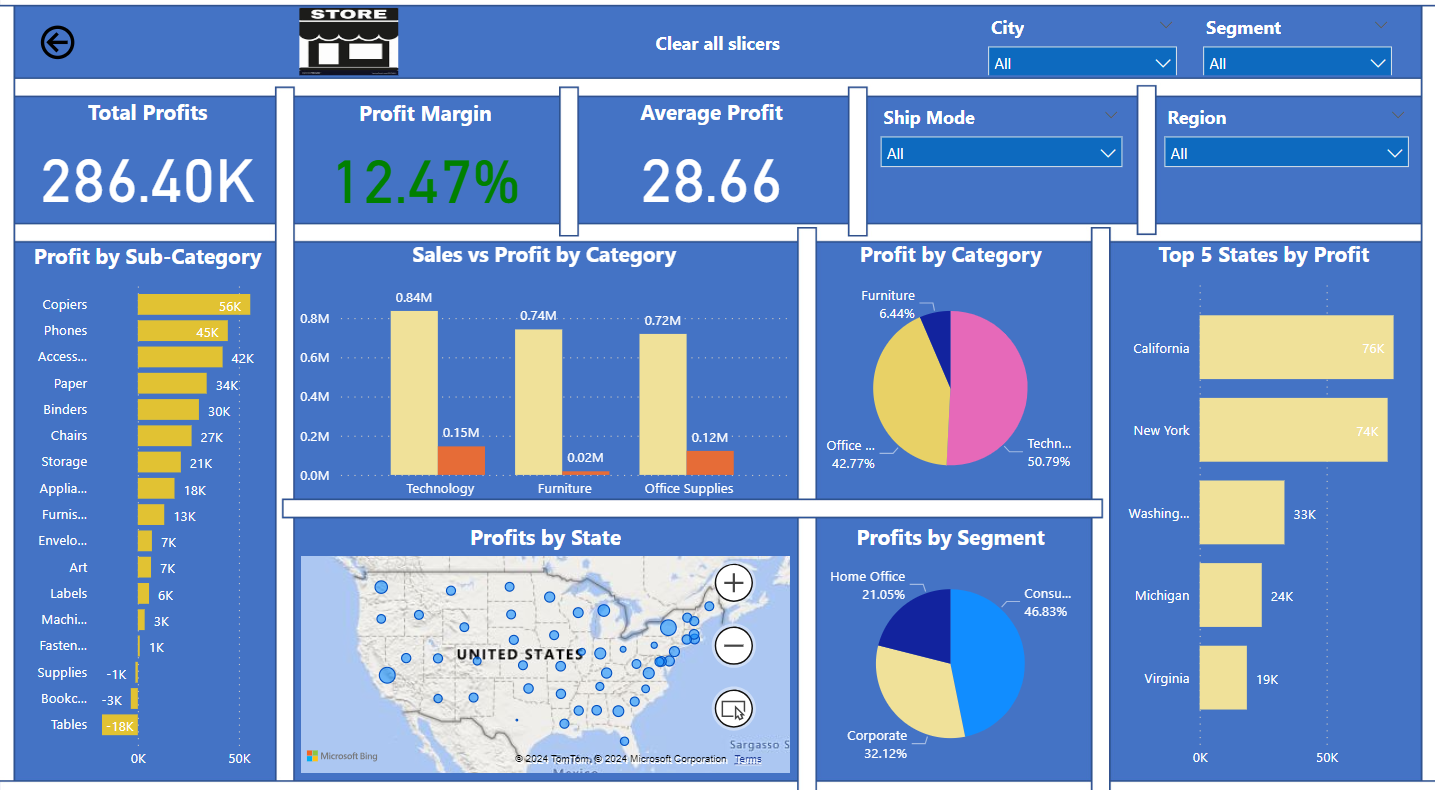 STORE
Clear all slicers
City
All
Segment
All
Total Profits
286.40K
Profit Margin
12.47%
Average Profit
28.66
Ship Mode
All
Region
All
Profit by Sub-Category
Copiers 56K
Phones 45K
Access... 42K
Paper 34K
Binders 30K
Chairs 27K
Storage 21K
Applia... 18K
Furnis... 13K
Envelo... 7K
Art 7K
Labels 6K
Machi... 3K
Fasten... 1K
Supplies -1K
Bookc... -3K
Tables -18K
0K 50K
Sales vs Profit by Category
0.8M
0.6M
0.4M
0.2M
0.0M
0.84M
0.15M
0.74M
0.02M
0.72M
0.12M
Technology Furniture Office Supplies
Profit by Category
Furniture
6.44%
Office ...
42.77%
Techn...
50.79%
Top 5 States by Profit
California 76K
New York 74K
Washing... 33K
Michigan 24K
Virginia 19K
0K 50K
Profits by State
UNITED STATES
Sargasso S
Microsoft Bing
© 2024 TomTom, © 2024 Microsoft Corporation Terms
Mexico
Profits by Segment
Home Office
21.05%
Consu...
46.83%
Corporate
32.12%